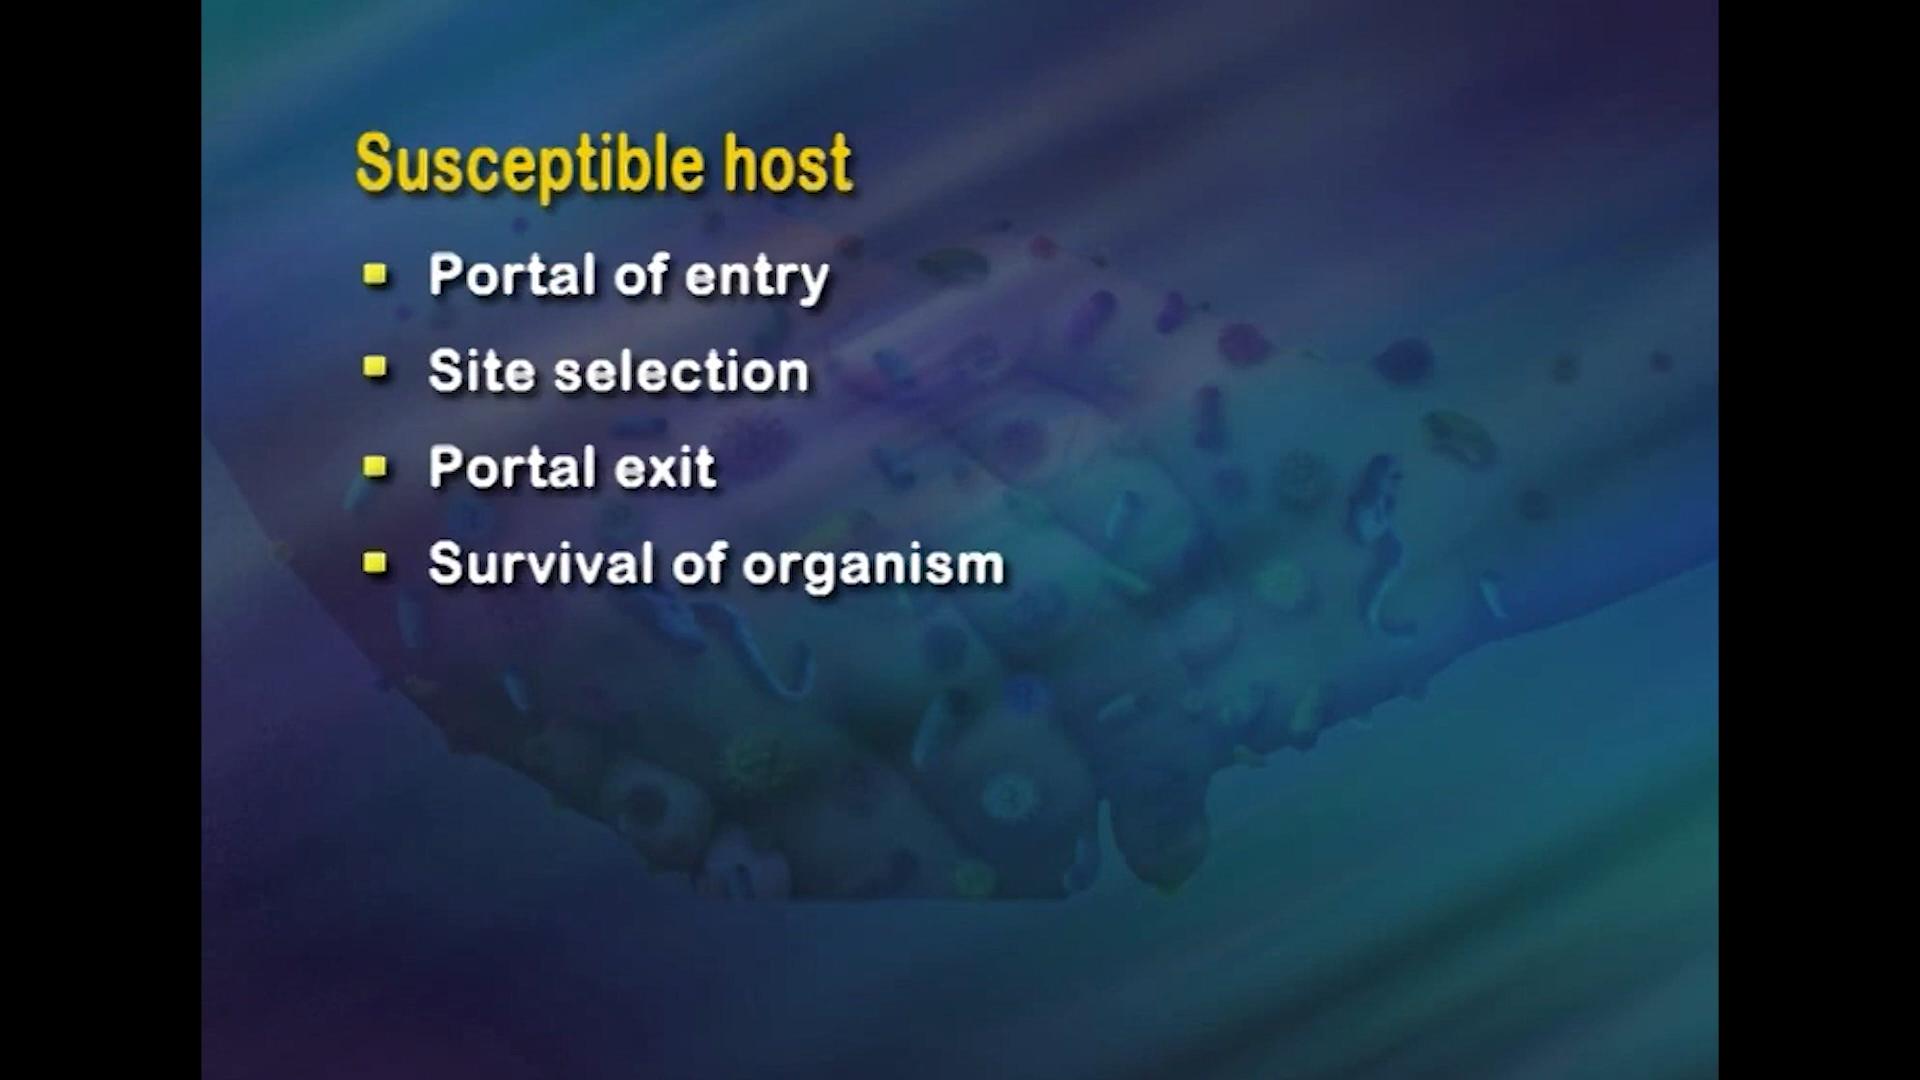 Susceptible host
Portal of entry
Site selection
Portal exit
Survival of organism